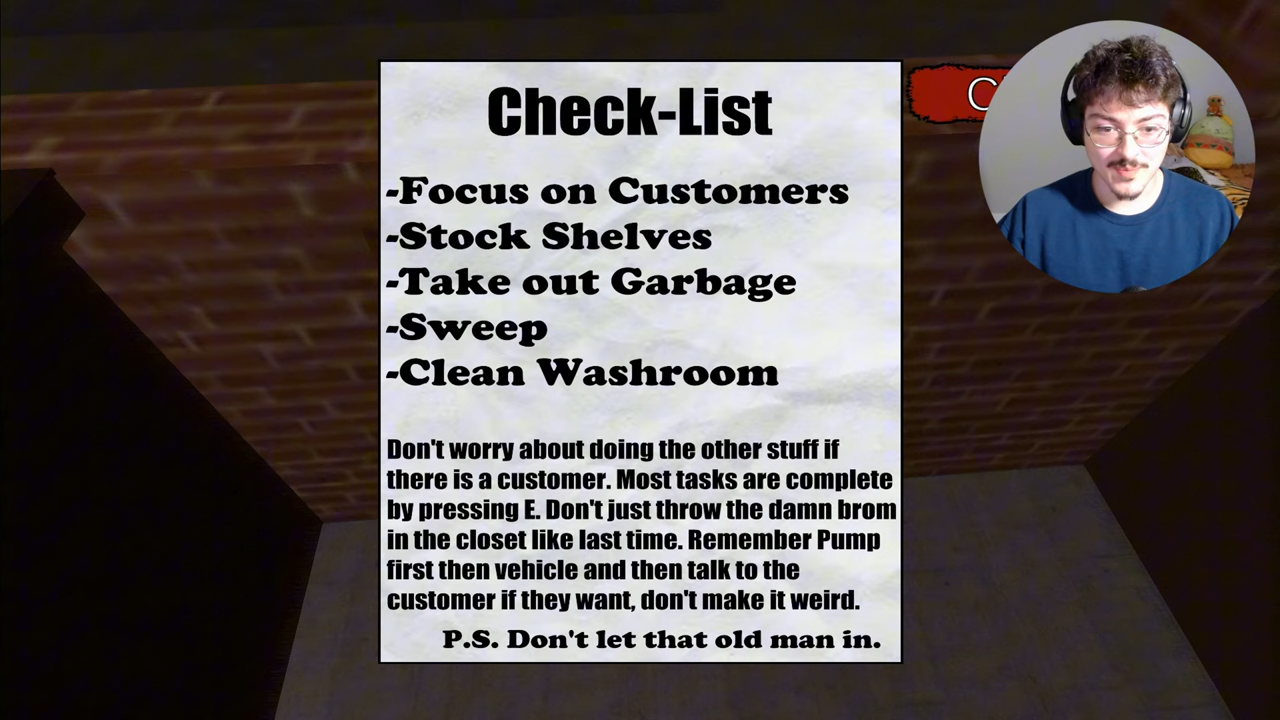 Check-List
-Focus on Customers
-Stock Shelves
-Take out Garbage
-Sweep
-Clean Washroom
Don't worry about doing the other stuff if
there is a customer. Most tasks are complete
by pressing E. Don't just throw the damn brom
in the closet like last time. Remember Pump
first then vehicle and then talk to the
customer if they want, don't make it weird.
P.S. Don't let that old man in.